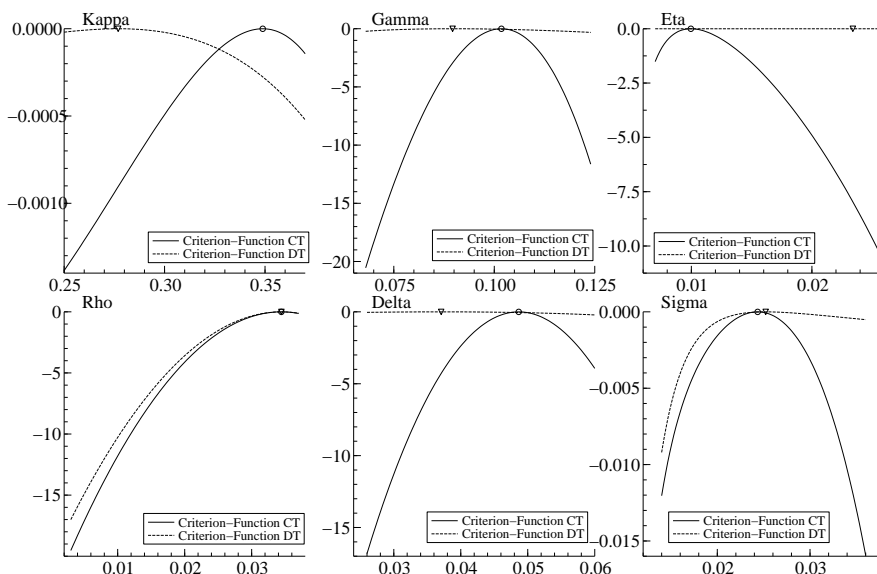 Kappa
0.0000
−0.0005
−0.0010
0.25 0.30 0.35
Criterion−Function CT
Criterion−Function DT
Gamma
0
−5
−10
−15
−20
0.075 0.100 0.125
Criterion−Function CT
Criterion−Function DT
Eta
0.0
−2.5
−5.0
−7.5
−10.0
0.01 0.02
Criterion−Function CT
Criterion−Function DT
Rho
0
−5
−10
−15
0.01 0.02 0.03
Criterion−Function CT
Criterion−Function DT
Delta
0
−5
−10
−15
0.03 0.04 0.05 0.06
Criterion−Function CT
Criterion−Function DT
Sigma
0.000
−0.005
−0.010
−0.015
0.02 0.03
Criterion−Function CT
Criterion−Function DT